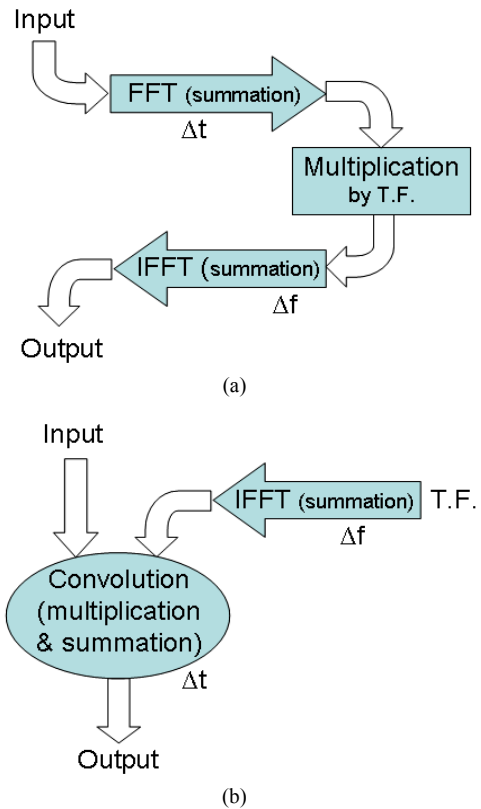 Input
FFT (summation)
Δt
Multiplication
by T.F.
IFFT (summation)
Δf
Output
(a)
Input
IFFT (summation) T.F.
Δf
Convolution
(multiplication
& summation)
Δt
Output
(b)